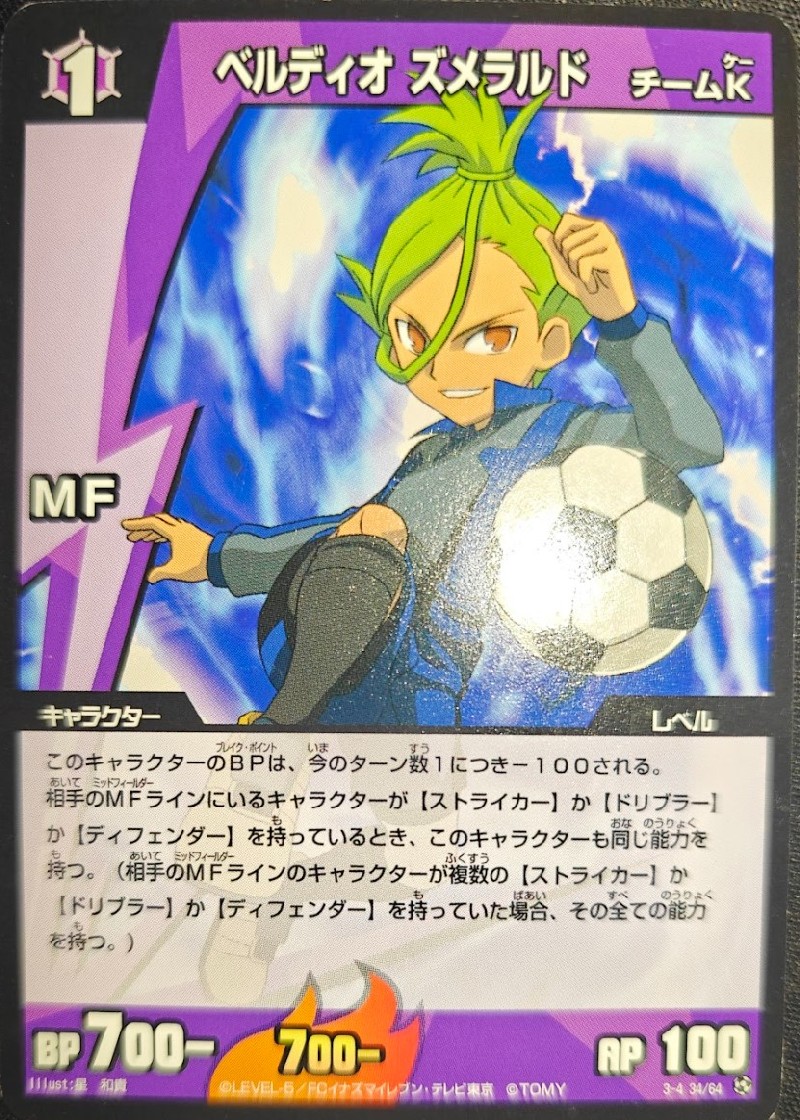 1
ベルディオ ズメラルド チームK
ケー
MF
キャラクター
レベル
このキャラクターのBPは、今のターン数1につき-100される。
相手のMFラインにいるキャラクターが【ストライカー】か【ドリブラー】
か【ディフェンダー】を持っているとき、このキャラクターも同じ能力を
持つ。(相手のMFラインのキャラクターが複数の【ストライカー】か
【ドリブラー】か【ディフェンダー】を持っていた場合、その全ての能力
を持つ。)
BP 700-
700-
AP 100
Illust:星 和貴
©LEVEL-5/FCイナズマイレブン・テレビ東京 ©TOMY
3-4 34/64